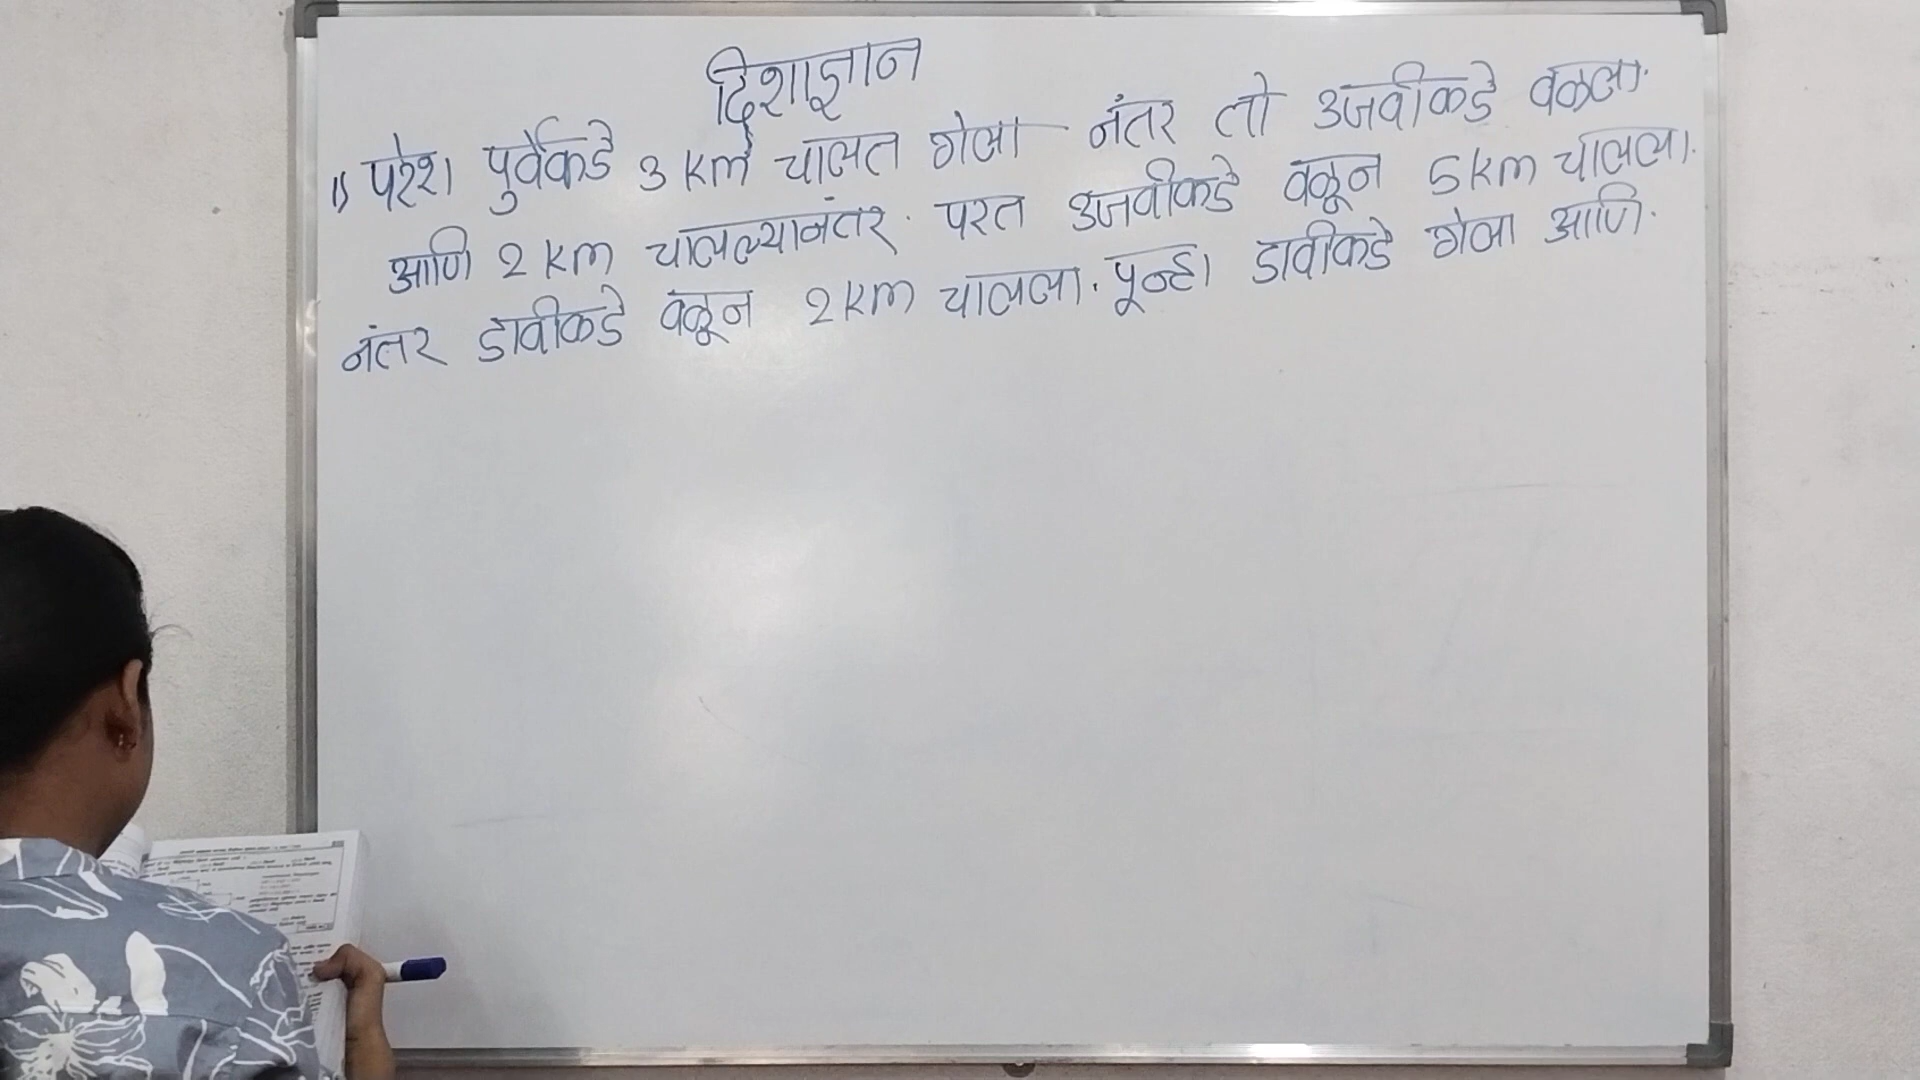 दिशाज्ञान
1) परेश पुर्वेकडे 3 km चालत गेला नंतर तो उजवीकडे वळला.
आणि 2 km चालल्यानंतर. परत उजवीकडे वळून 5 km चालला.
नंतर डावीकडे वळून 2 km चालला. पून्हा डावीकडे गेला आणि.